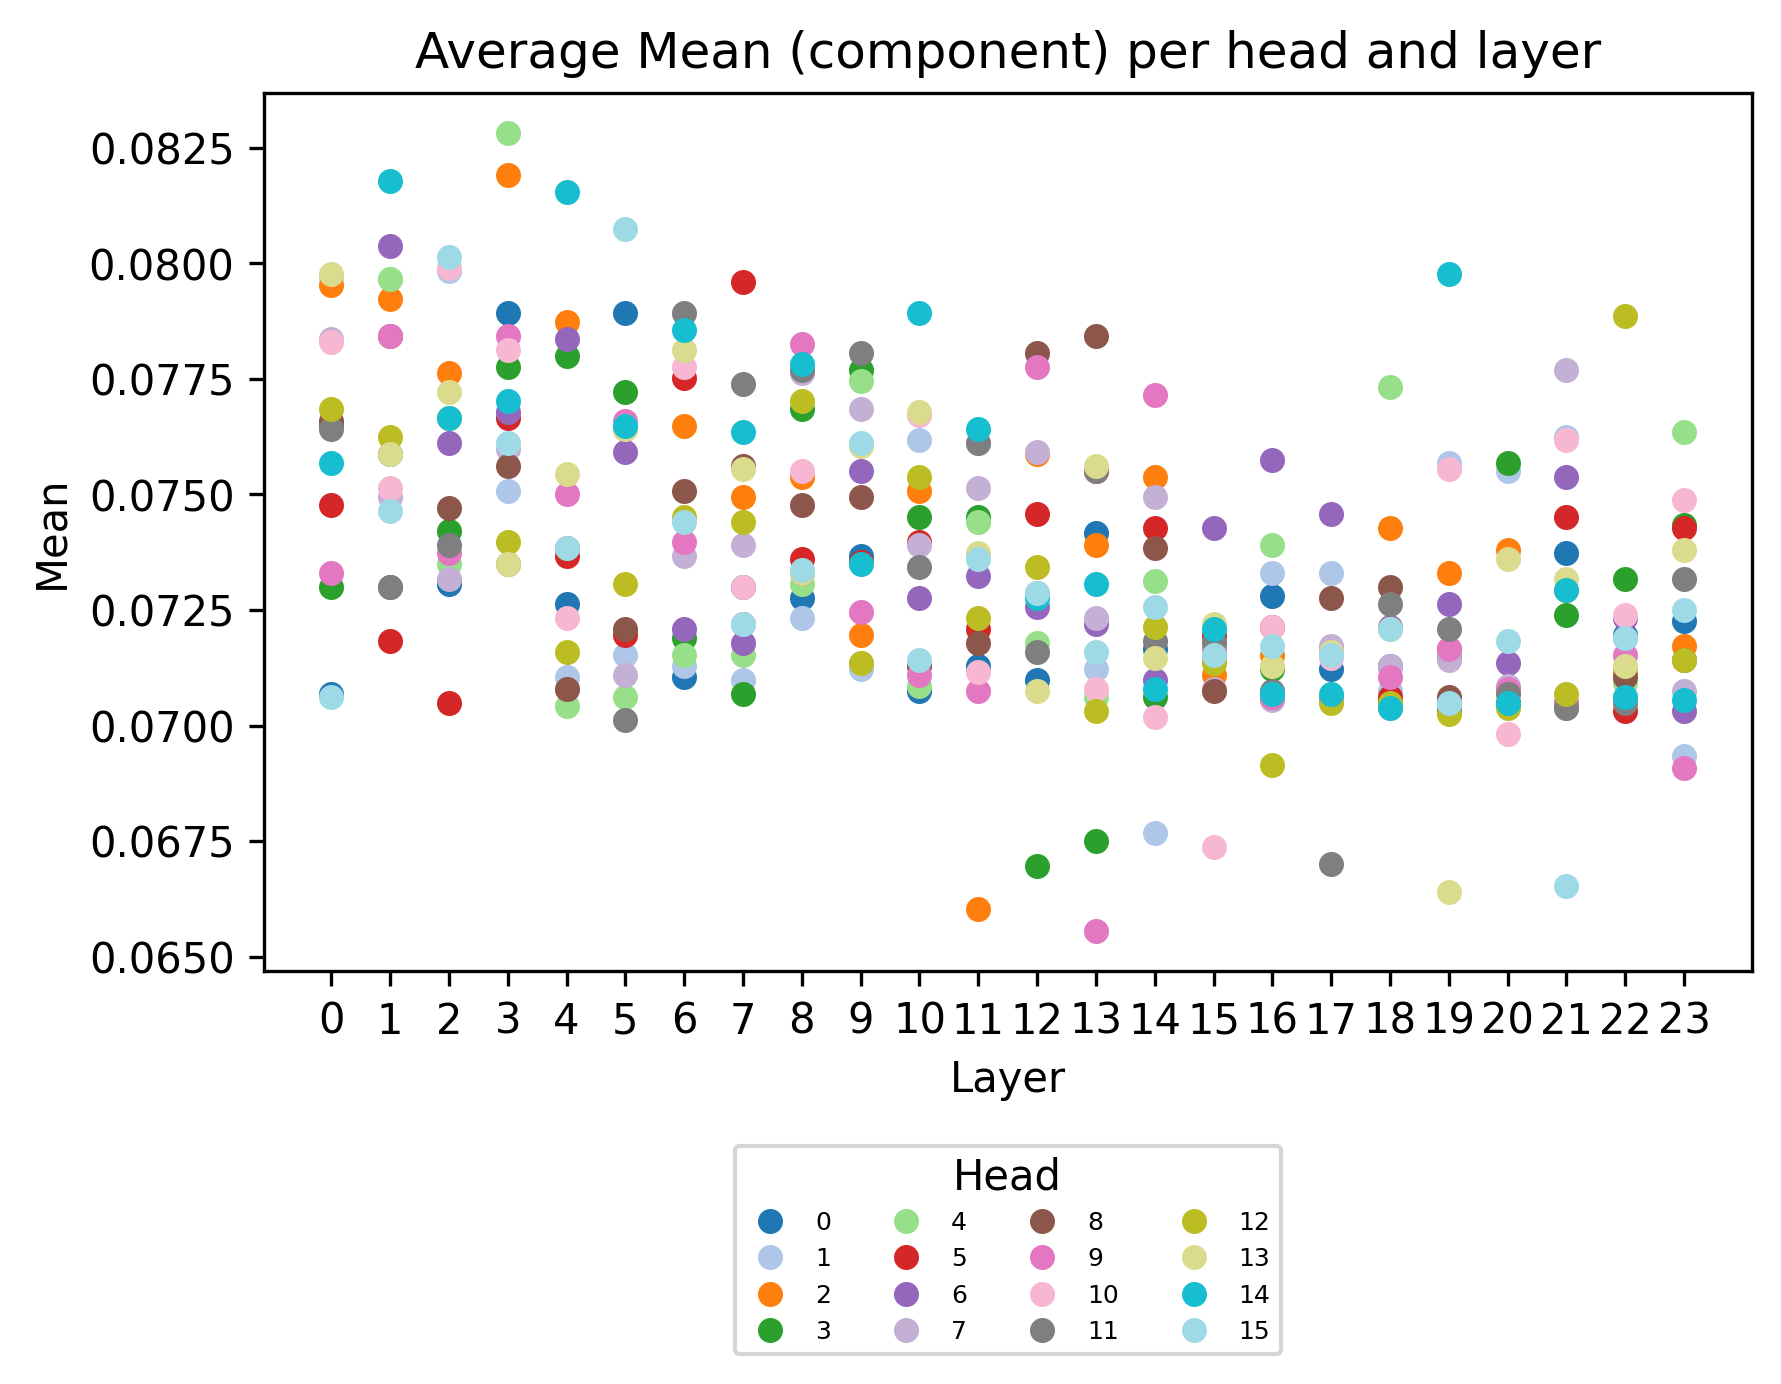 Average Mean (component) per head and layer
0.0825
0.0800
0.0775
0.0750
0.0725
0.0700
0.0675
0.0650
Mean
0 1 2 3 4 5 6 7 8 9 10 11 12 13 14 15 16 17 18 19 20 21 22 23
Layer
Head
0 4 8 12
1 5 9 13
2 6 10 14
3 7 11 15